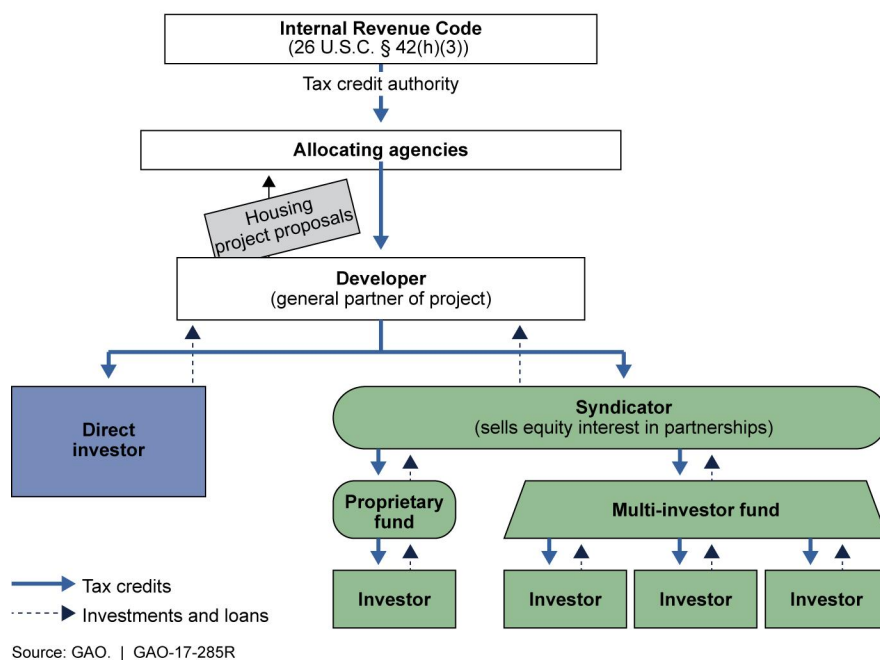 Internal Revenue Code
(26 U.S.C. § 42(h)(3))
Tax credit authority
Allocating agencies
Housing
project proposals
Developer
(general partner of project)
Direct
investor
Syndicator
(sells equity interest in partnerships)
Proprietary
fund
Multi-investor fund
Investor
Investor
Investor
Investor
Tax credits
Investments and loans
Source: GAO. | GAO-17-285R